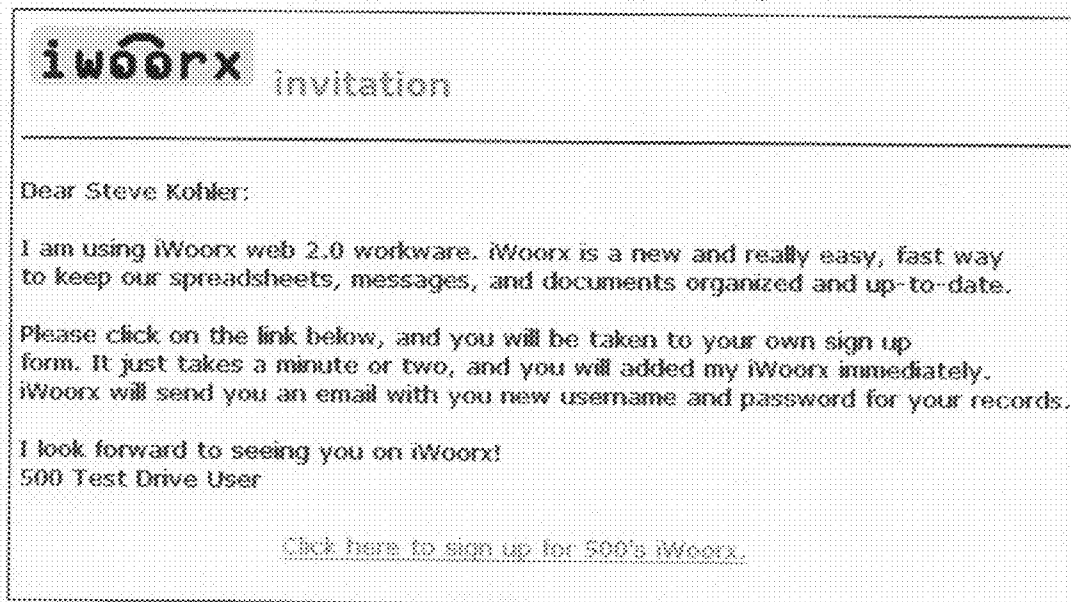 iwoorx invitation
Dear Steve Kohler:
I am using iWoorx web 2.0 workware. iWoorx is a new and really easy, fast way
to keep our spreadsheets, messages, and documents organized and up-to-date.
Please click on the link below, and you will be taken to your own sign up
form. It just takes a minute or two, and you will added my iWoorx immediately.
iWoorx will send you an email with you new username and password for your records.
I look forward to seeing you on iWoorx!
500 Test Drive User
Click here to sign up for 500's iWoorx.